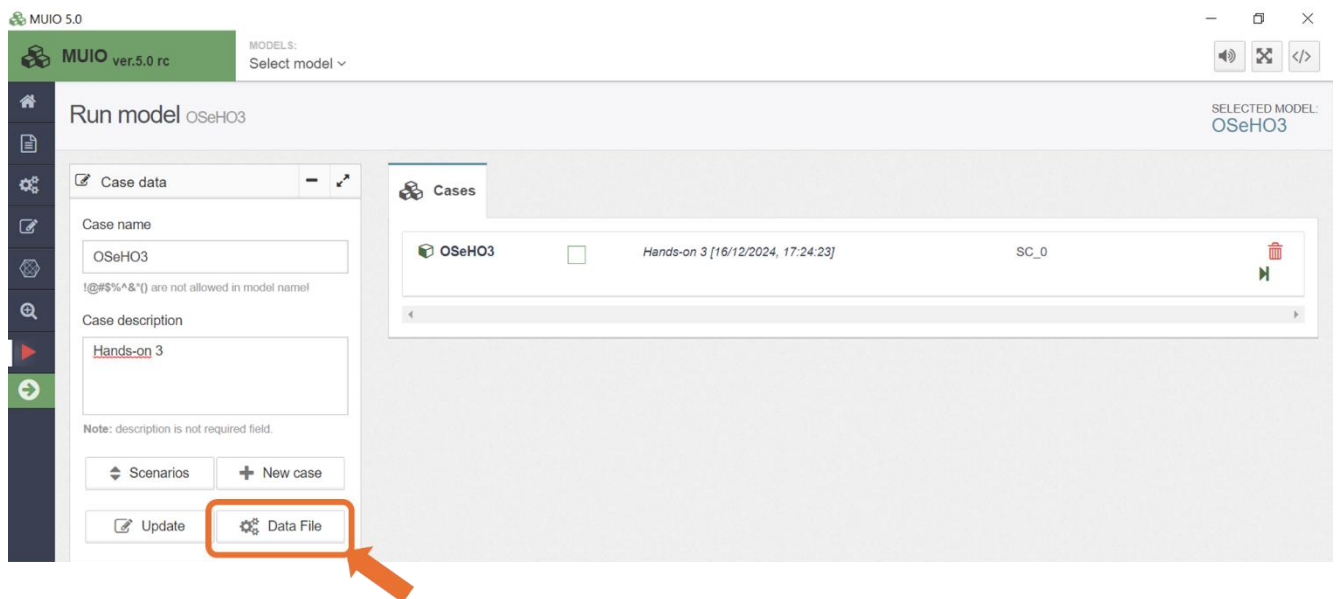 MUIO 5.0
MUIO ver.5.0 rc
MODELS:
Select model
Run model OSeHO3
SELECTED MODEL:
OSeHO3
Case data
Case name
OSeHO3
!@#$%^&*() are not allowed in model name!
Case description
Hands-on 3
Note: description is not required field.
Scenarios
New case
Update
Data File
Cases
OSeHO3
Hands-on 3 [16/12/2024, 17:24:23]
SC_0